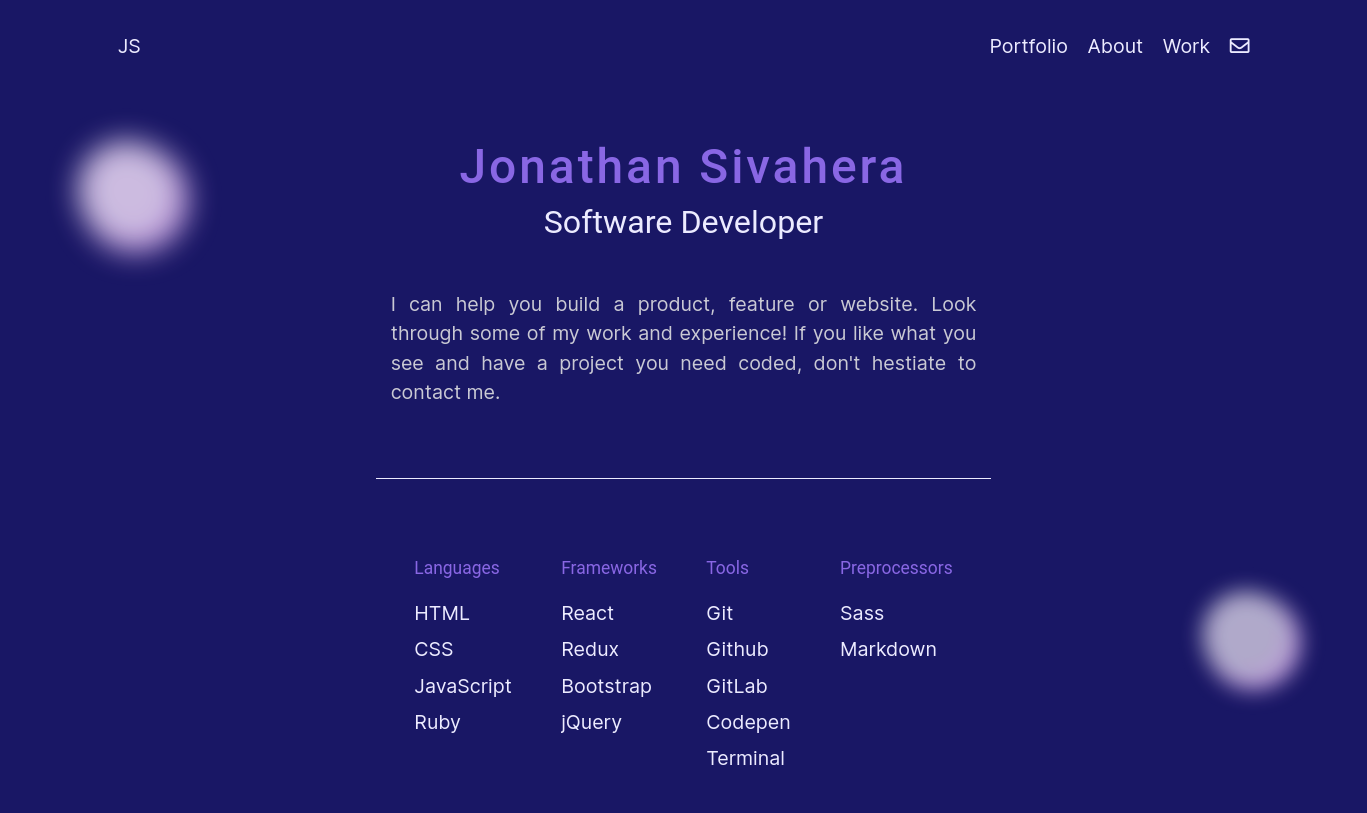 JS
Portfolio About Work
Jonathan Sivahera
Software Developer
I can help you build a product, feature or website. Look
through some of my work and experience! If you like what you
see and have a project you need coded, don't hestiate to
contact me.
Languages
HTML
CSS
JavaScript
Ruby
Frameworks
React
Redux
Bootstrap
jQuery
Tools
Git
Github
GitLab
Codepen
Terminal
Preprocessors
Sass
Markdown